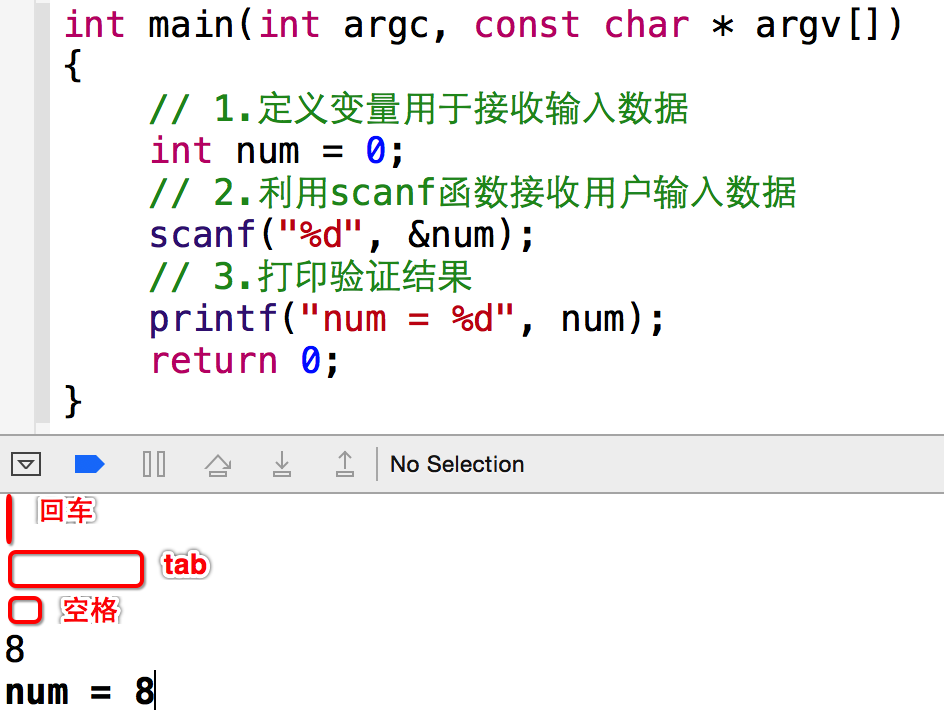 int main(int argc, const char * argv[])
{
// 1.定义变量用于接收输入数据
int num = 0;
// 2.利用scanf函数接收用户输入数据
scanf("%d", &num);
// 3.打印验证结果
printf("num = %d", num);
return 0;
}
No Selection
回车
tab
空格
8
num = 8